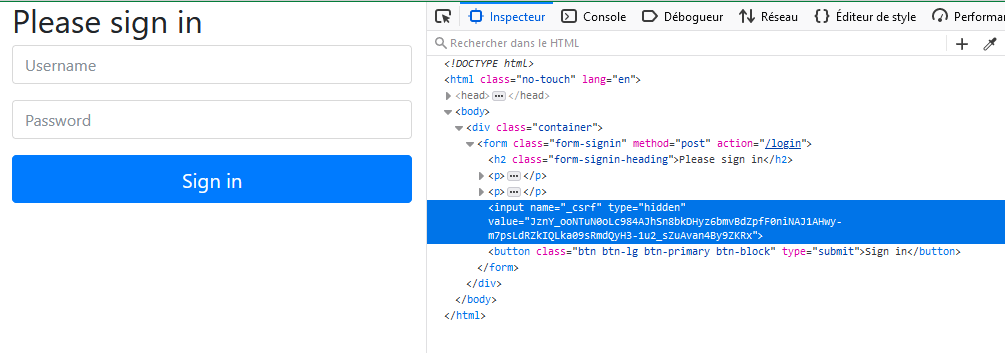 Please sign in
Username
Password
Sign in
Inspecteur Console Débogueur Réseau {} Éditeur de style Performa
Rechercher dans le HTML
<!DOCTYPE html>
<html class="no-touch" lang="en">
<head>···</head>
<body>
<div class="container">
<form class="form-signin" method="post" action="/login">
<h2 class="form-signin-heading">Please sign in</h2>
<p>···</p>
<p>···</p>
<input name="_csrf" type="hidden"
value="JznY_ooNTuN0oLc984AJhSn8bkDHyz6bmvBdZpfF0niNAJ1AHwy-
m7psLdRZkIQLka09sRmdQyH3-1u2_sZuAvan4By9ZKRx">
<button class="btn btn-lg btn-primary btn-block" type="submit">Sign in</button>
</form>
</div>
</body>
</html>